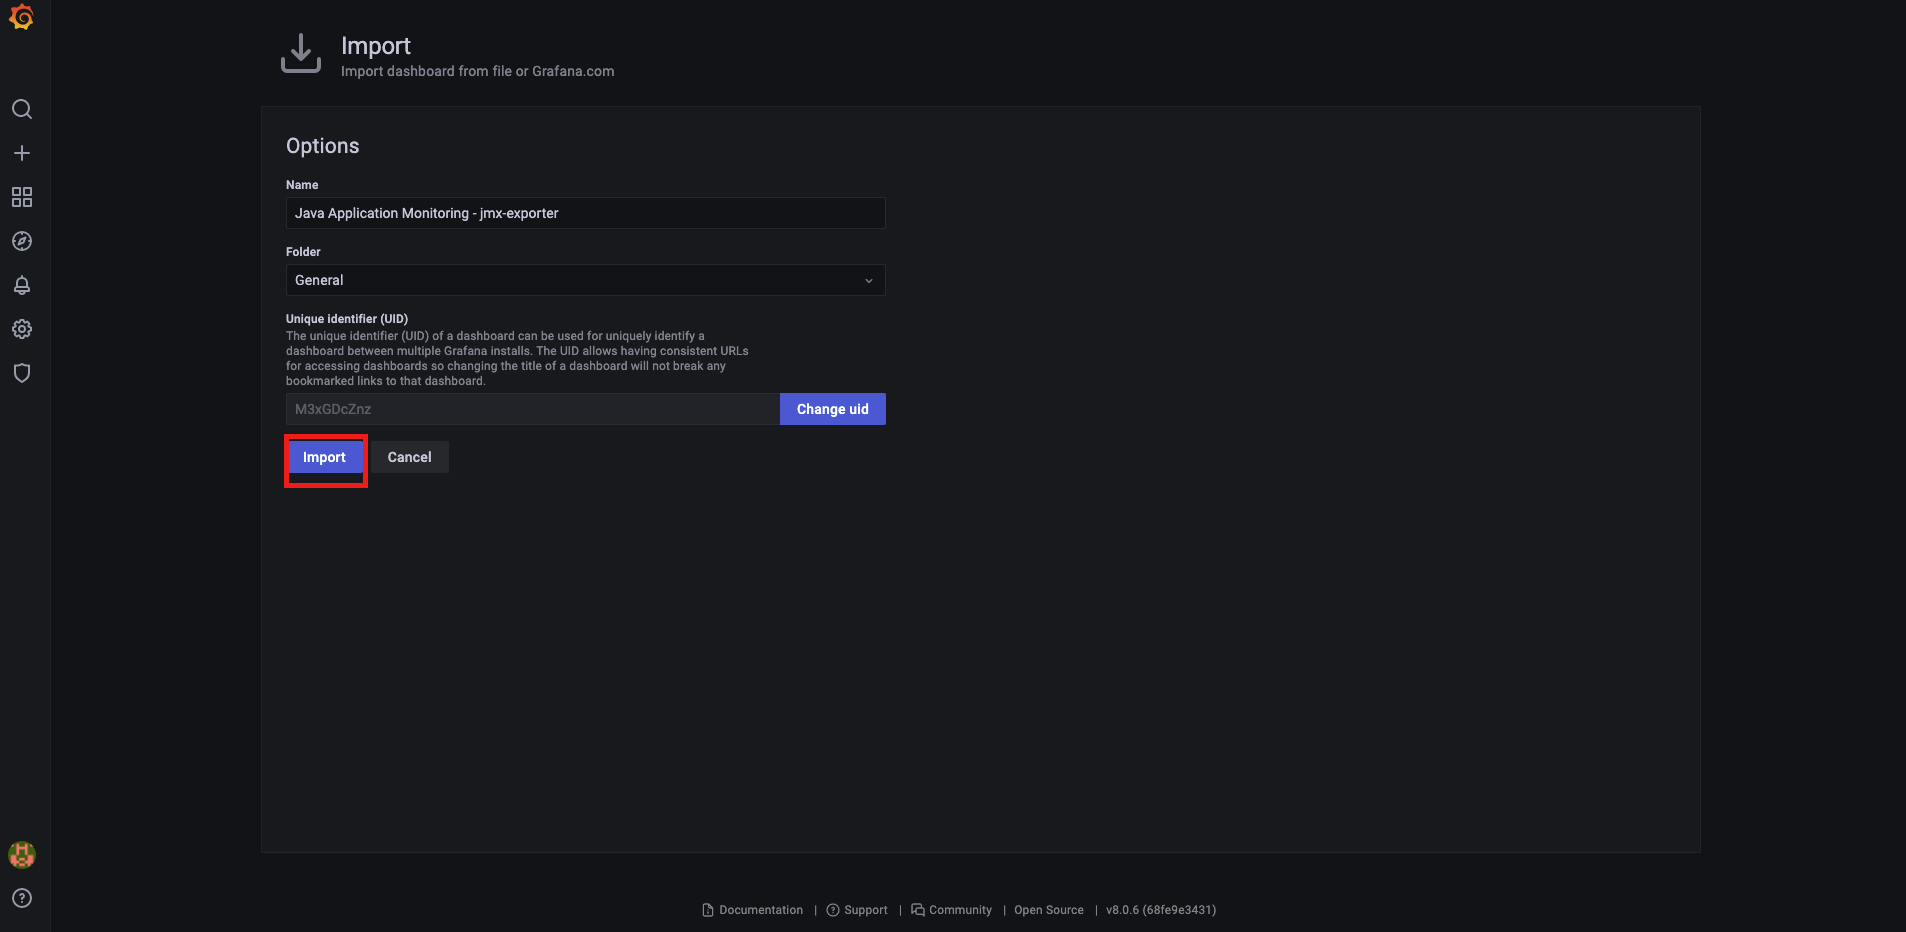 Import
Import dashboard from file or Grafana.com
Options
Name
Java Application Monitoring - jmx-exporter
Folder
General
Unique identifier (UID)
The unique identifier (UID) of a dashboard can be used for uniquely identify a
dashboard between multiple Grafana installs. The UID allows having consistent URLs
for accessing dashboards so changing the title of a dashboard will not break any
bookmarked links to that dashboard.
M3xGDcZnz
Change uid
Import
Cancel
Documentation | Support | Community | Open Source | v8.0.6 (68fe9e3431)